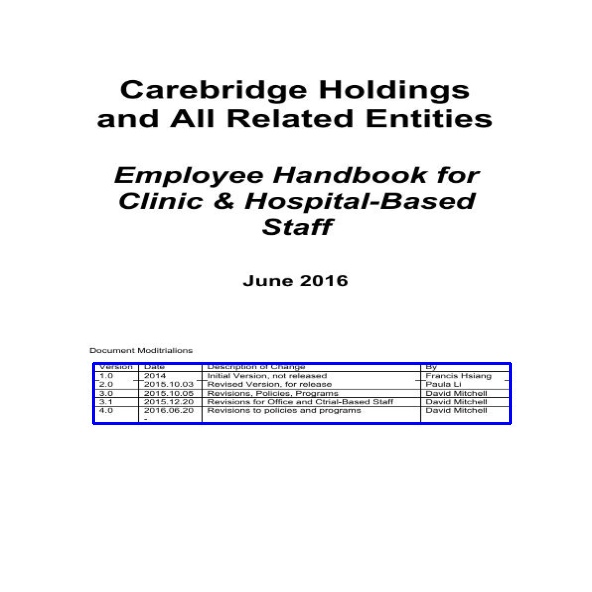 Carebridge Holdings
and All Related Entities
Employee Handbook for
Clinic & Hospital-Based
Staff
June 2016
Document Moditrialions
Version Date Description of Change By
1.0 2014 Initial Version, not released Francis Hsiang
2.0 2015.10.03 Revised Version, for release Paula Li
3.0 2015.10.05 Revisions, Policies, Programs David Mitchell
3.1 2015.12.20 Revisions for Office and Ctrial-Based Staff David Mitchell
4.0 2016.06.20 Revisions to policies and programs David Mitchell
-